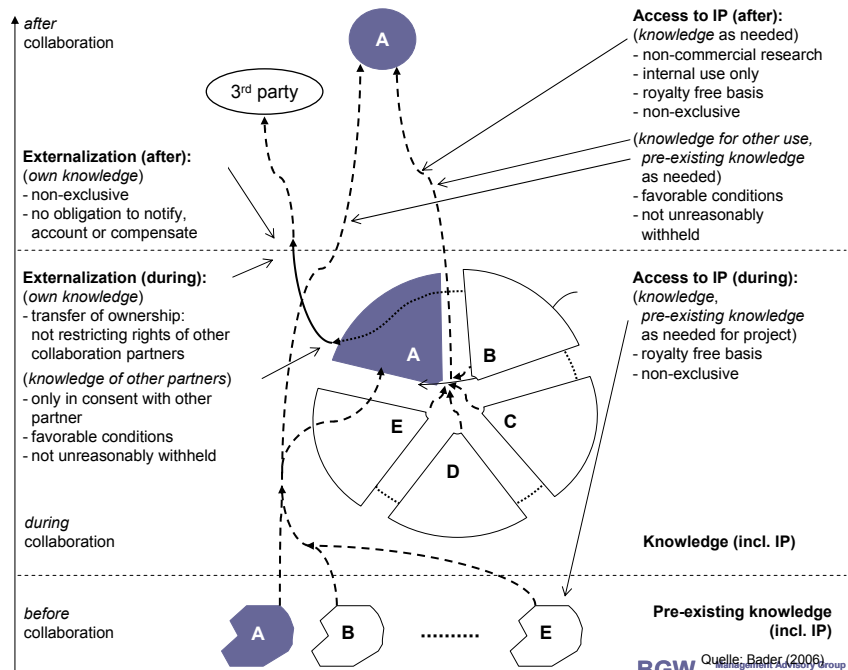 after
collaboration
A
3rd party
Access to IP (after):
(knowledge as needed)
- non-commercial research
- internal use only
- royalty free basis
- non-exclusive
(knowledge for other use,
pre-existing knowledge
as needed)
- favorable conditions
- not unreasonably
withheld
Externalization (after):
(own knowledge)
- non-exclusive
- no obligation to notify,
account or compensate
Externalization (during):
(own knowledge)
- transfer of ownership:
not restricting rights of other
collaboration partners
(knowledge of other partners)
- only in consent with other
partner
- favorable conditions
- not unreasonably withheld
Access to IP (during):
(knowledge,
pre-existing knowledge
as needed for project)
- royalty free basis
- non-exclusive
A
B
C
D
E
during
collaboration
Knowledge (incl. IP)
before
collaboration
A
B
..........
E
Pre-existing knowledge
(incl. IP)
BGW Management Advisory Group
Quelle: Bader (2006)